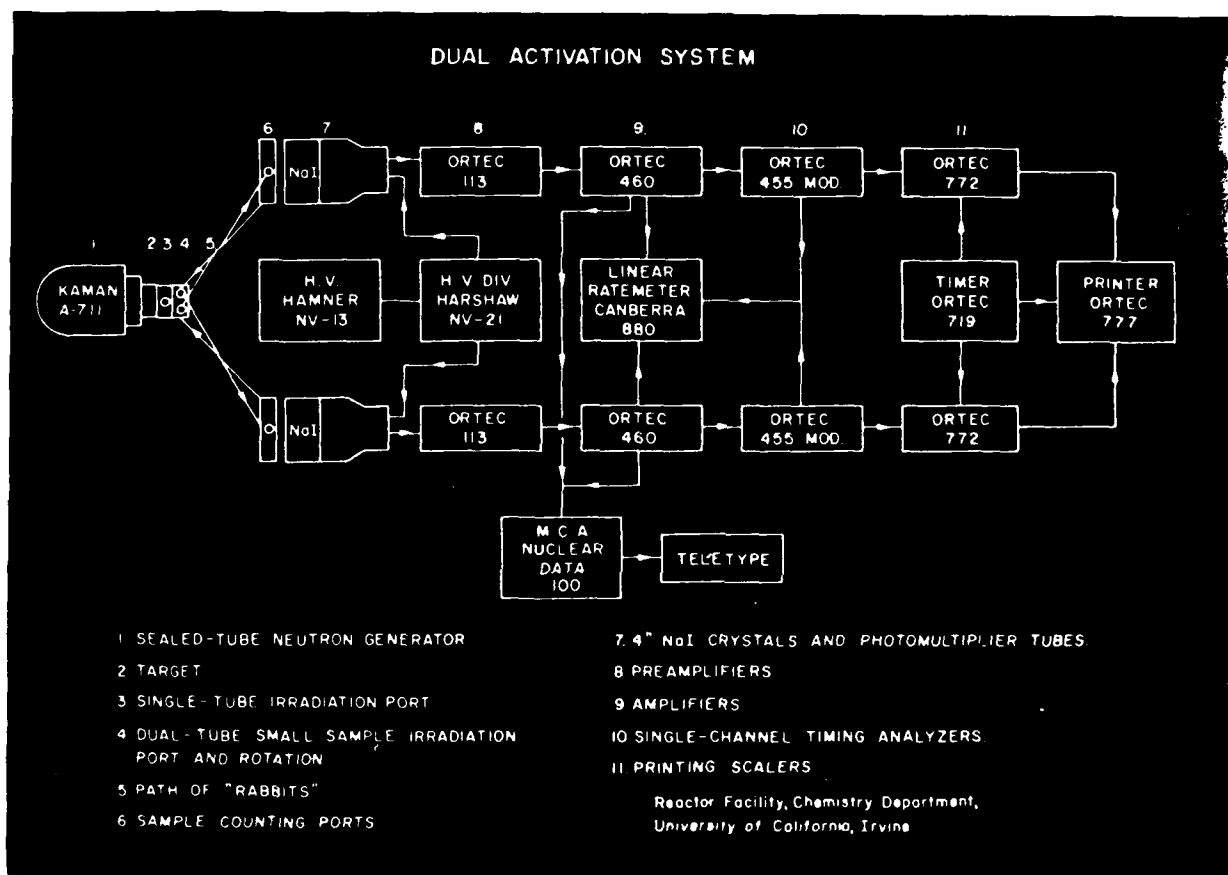 DUAL ACTIVATION SYSTEM
6 7 8 9. 10 11
NaI
ORTEC
113
ORTEC
460
ORTEC
455 MOD.
ORTEC
772
1 2 3 4 5
KAMAN
A-711
H.V.
HAMNER
NV-13
H V DIV
HARSHAW
NV-21
LINEAR
RATEMETER
CANBERRA
880
TIMER
ORTEC
719
PRINTER
ORTEC
777
NaI
ORTEC
113
ORTEC
460
ORTEC
455 MOD.
ORTEC
772
M C A
NUCLEAR
DATA
100
TELETYPE
1 SEALED-TUBE NEUTRON GENERATOR
2 TARGET
3 SINGLE-TUBE IRRADIATION PORT
4 DUAL-TUBE SMALL SAMPLE IRRADIATION
PORT AND ROTATION
5 PATH OF "RABBITS"
6 SAMPLE COUNTING PORTS
7. 4" NaI CRYSTALS AND PHOTOMULTIPLIER TUBES.
8 PREAMPLIFIERS
9 AMPLIFIERS
10 SINGLE-CHANNEL TIMING ANALYZERS.
11. PRINTING SCALERS
Reactor Facility, Chemistry Department,
University of California, Irvine